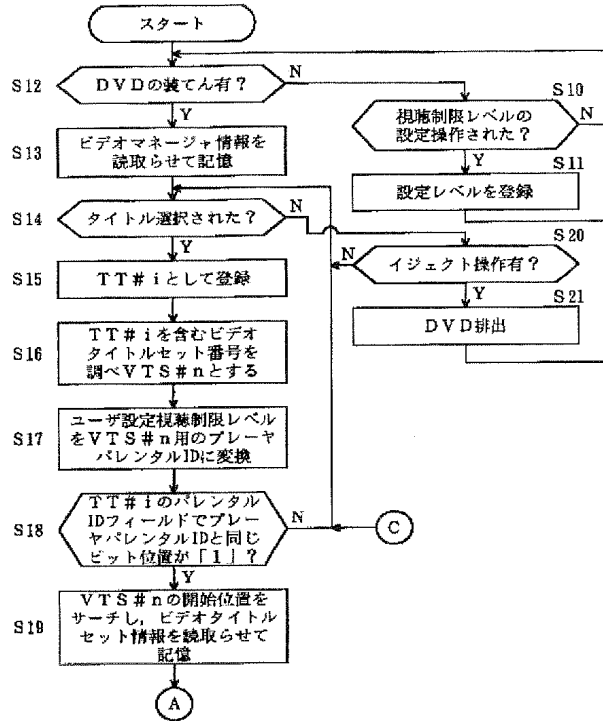 スタート
S12
DVDの装てん有？
N
Y
S10
視聴制限レベルの
設定操作された？
N
Y
S13
ビデオマネージャ情報を
読取らせて記憶
S11
設定レベルを登録
S14
タイトル選択された？
N
Y
S20
イジェクト操作有？
N
Y
S15
TT#iとして登録
S21
DVD排出
S16
TT#iを含むビデオ
タイトルセット番号を
調べVTS#nとする
S17
ユーザ設定視聴制限レベル
をVTS#n用のプレーヤ
パレンタルIDに変換
S18
TT#iのパレンタル
IDフィールドでプレー
ヤパレンタルIDと同じ
ビット位置が「1」？
N
C
Y
S19
VTS#nの開始位置を
サーチし，ビデオタイトル
セット情報を読取らせて
記憶
A